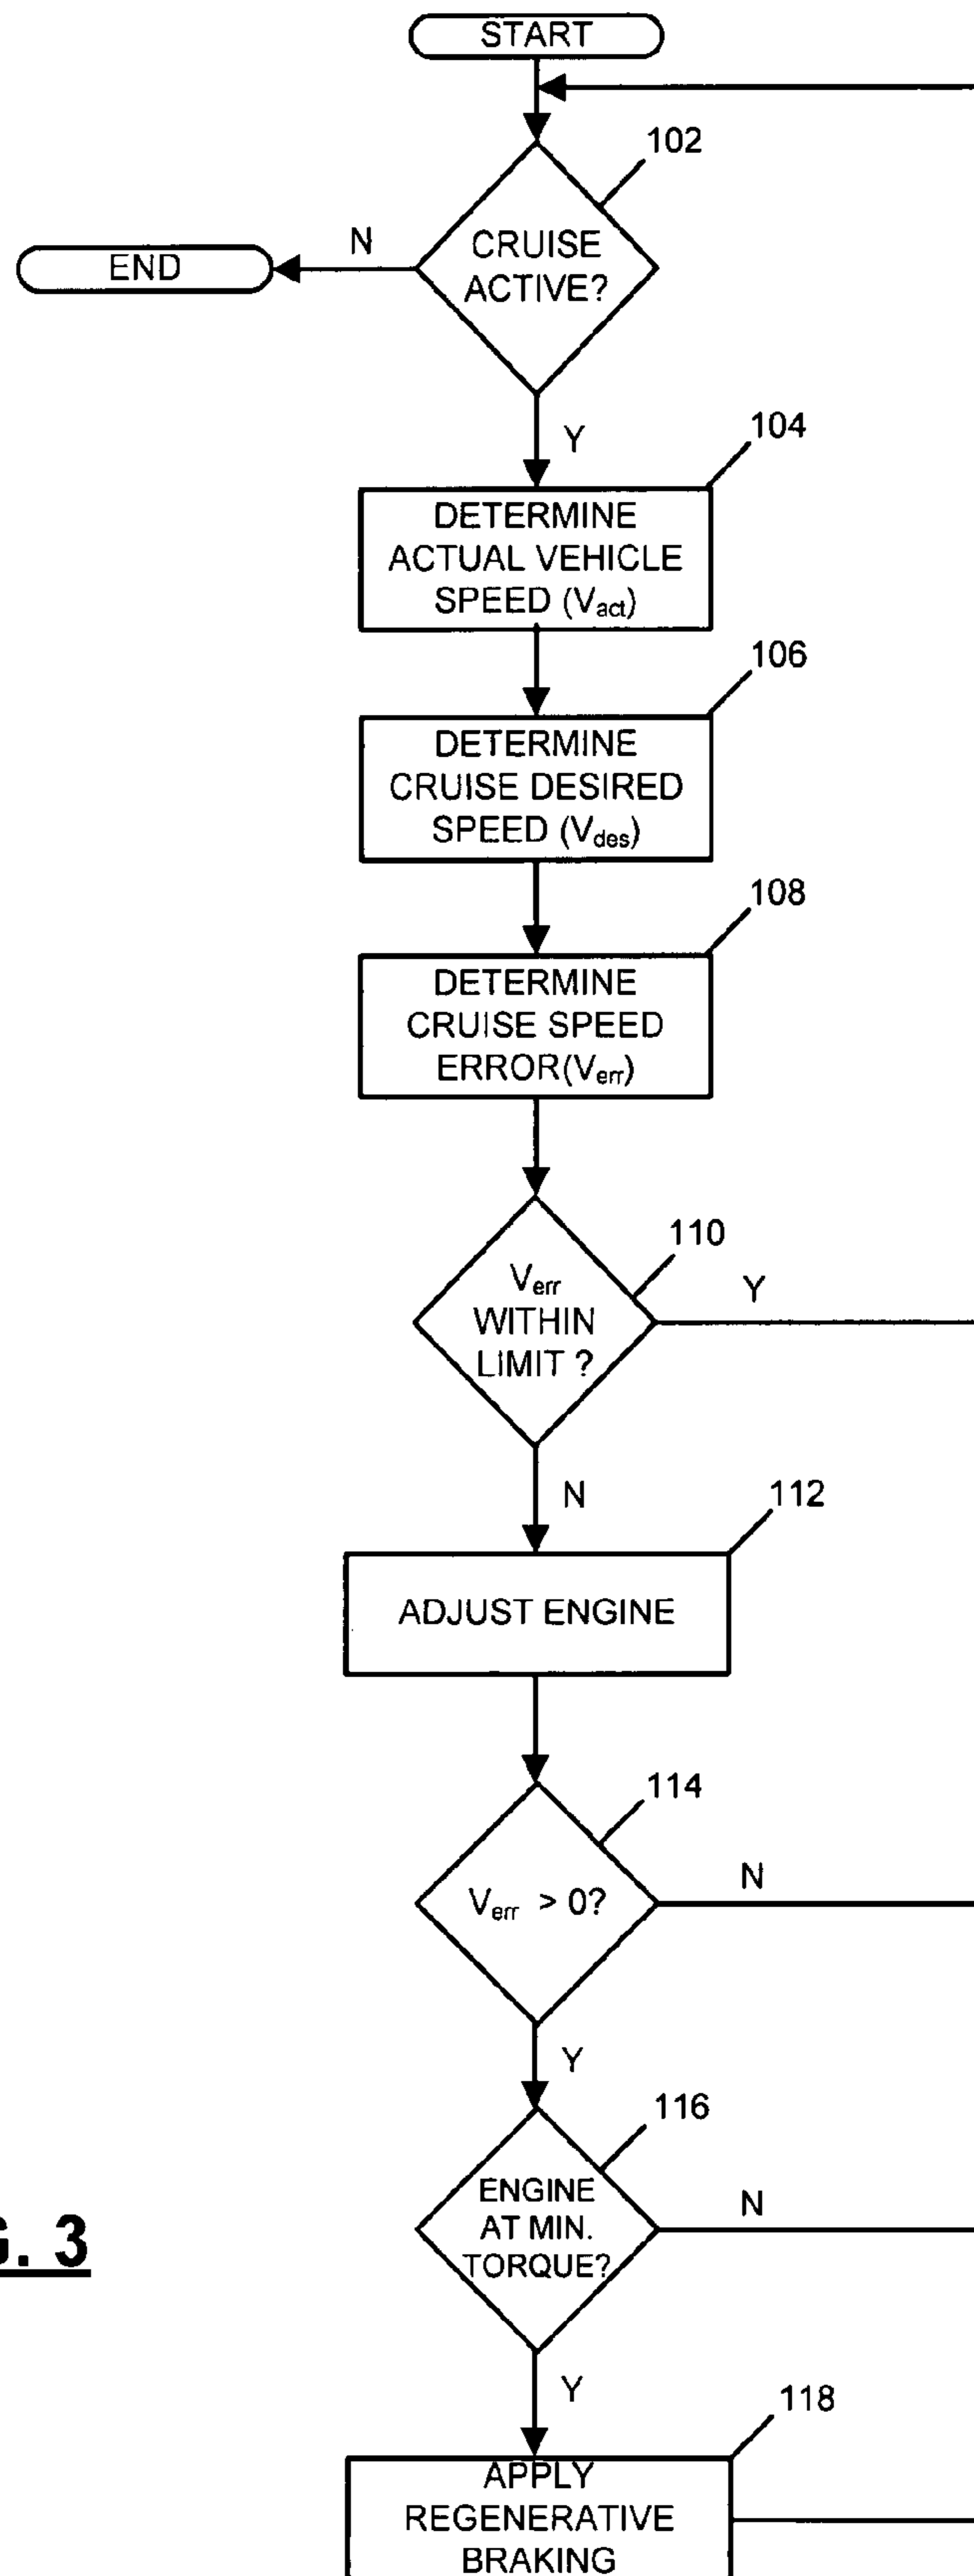 START
102
CRUISE
ACTIVE?
N
END
Y
104
DETERMINE
ACTUAL VEHICLE
SPEED (Vact)
106
DETERMINE
CRUISE DESIRED
SPEED (Vdes)
108
DETERMINE
CRUISE SPEED
ERROR(Verr)
110
Verr
WITHIN
LIMIT ?
Y
N
112
ADJUST ENGINE
114
Verr > 0?
N
Y
116
ENGINE
AT MIN.
TORQUE?
N
Y
118
APPLY
REGENERATIVE
BRAKING
G. 3